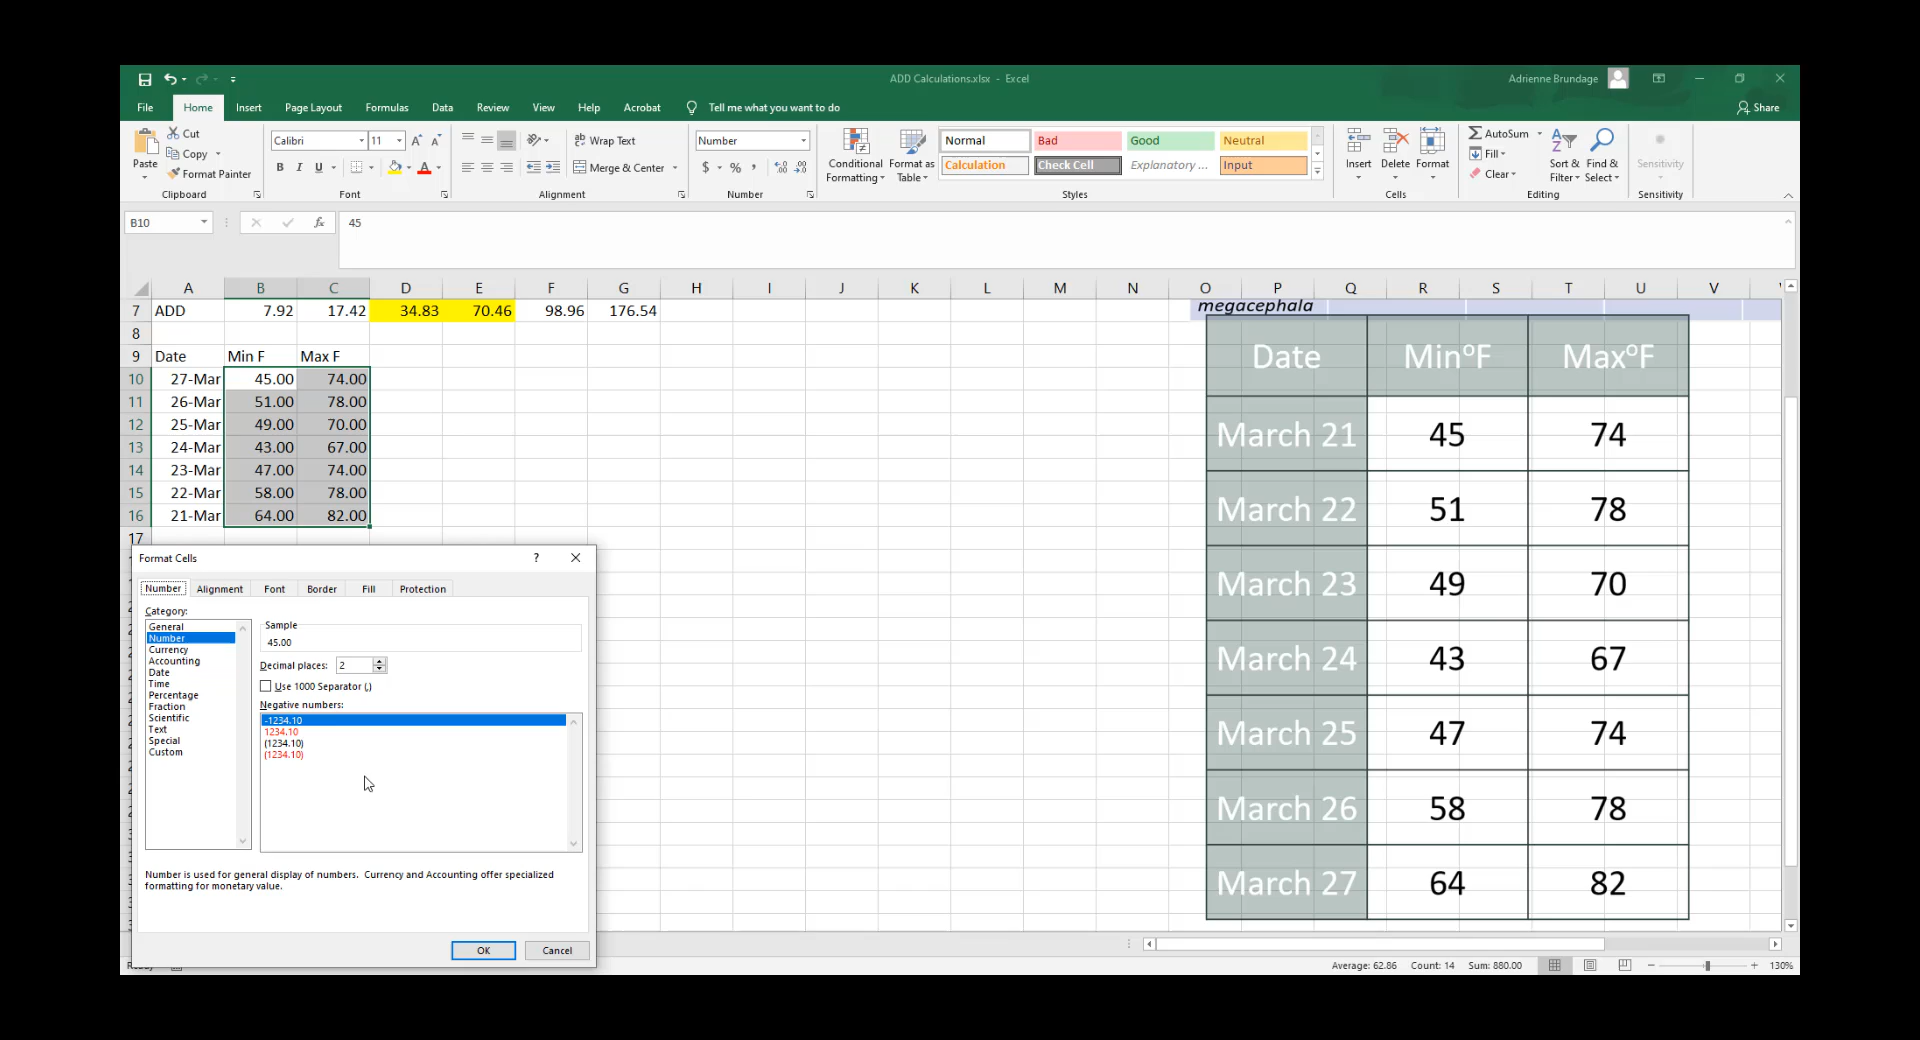 ADD Calculations.xlsx - Excel
Adrienne Brundage
File Home Insert Page Layout Formulas Data Review View Help Acrobat Tell me what you want to do
Share
Paste
Cut
Copy
Format Painter
Clipboard
Calibri 11
B I U
Font
Wrap Text
Merge & Center
Alignment
Number
$ % ,
Number
Conditional Formatting
Format as Table
Normal Bad Good Neutral
Calculation Check Cell Explanatory ... Input
Styles
Insert Delete Format
Cells
AutoSum
Fill
Clear
Sort & Filter
Find & Select
Editing
Sensitivity
Sensitivity
B10 fx 45
A B C D E F G H I J K L M N O P Q R S T U V
7 ADD 7.92 17.42 34.83 70.46 98.96 176.54
megacephala
8
9 Date Min F Max F
10 27-Mar 45.00 74.00
11 26-Mar 51.00 78.00
12 25-Mar 49.00 70.00
13 24-Mar 43.00 67.00
14 23-Mar 47.00 74.00
15 22-Mar 58.00 78.00
16 21-Mar 64.00 82.00
17
Date MinºF MaxºF
March 21 45 74
March 22 51 78
March 23 49 70
March 24 43 67
March 25 47 74
March 26 58 78
March 27 64 82
Format Cells ?
Number Alignment Font Border Fill Protection
Category:
General
Number
Currency
Accounting
Date
Time
Percentage
Fraction
Scientific
Text
Special
Custom
Sample
45.00
Decimal places: 2
Use 1000 Separator (,)
Negative numbers:
-1234.10
1234.10
(1234.10)
(1234.10)
Number is used for general display of numbers. Currency and Accounting offer specialized
formatting for monetary value.
OK Cancel
Average: 62.86 Count: 14 Sum: 880.00 130%